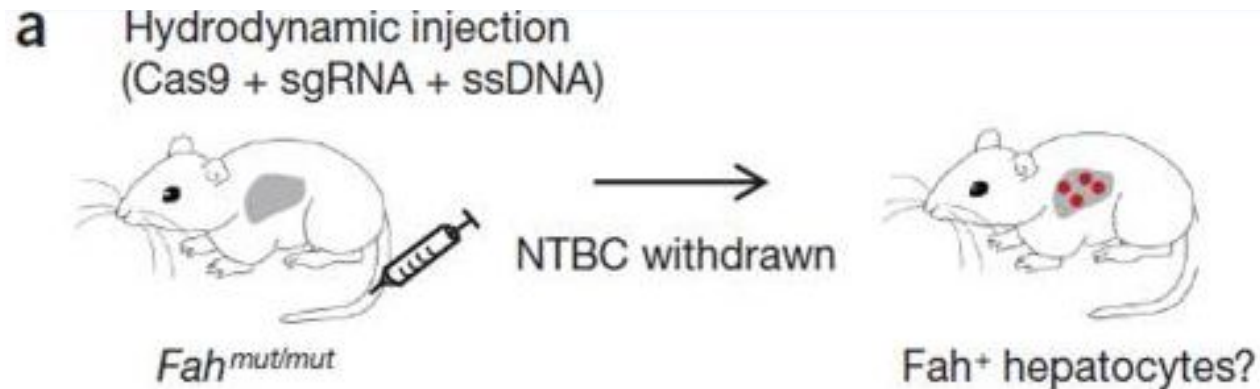 a Hydrodynamic injection
(Cas9 + sgRNA + ssDNA)
NTBC withdrawn
Fah^mut/mut
Fah⁺ hepatocytes?